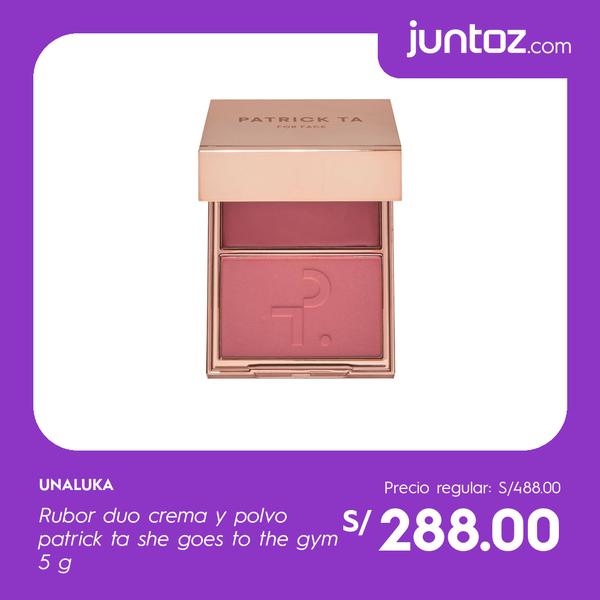 juntoz.com
PATRICK TA
FOR FACE
UNALUKA
Rubor duo crema y polvo
patrick ta she goes to the gym
5 g
Precio regular: S/488.00
S/ 288.00